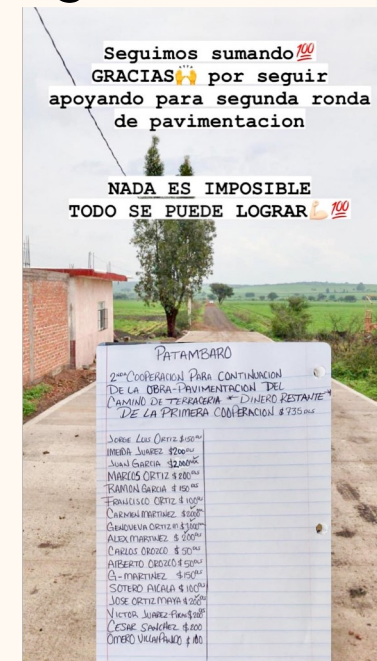 Seguimos sumando💯
GRACIAS🙌 por seguir
apoyando para segunda ronda
de pavimentacion
NADA ES IMPOSIBLE
TODO SE PUEDE LOGRAR💪🏻💯
PATAMBARO
2ⁿᵈᵃ COOPERACION PARA CONTINUACION
DE LA OBRA-PAVIMENTACION DEL
CAMINO DE TERRACERIA * DINERO RESTANTE*
DE LA PRIMERA COOPERACION $735
JORGE LUIS ORTIZ $150
IMELDA JUAREZ $200
JUAN GARCIA $2,000
MARCOS ORTIZ $200
RAMON GARCIA $150
FRANCISCO ORTIZ $100
CARMEN MARTINEZ $200
GENOVEVA ORTIZ M
ALEX MARTINEZ $200
CARLOS OROZCO $50
ALBERTO OROZCO $50
G-MARTINEZ $150
SOTERO AlCALA $100
JOSE ORTIZ MAYA $200
VICTOR JUAREZ $200
CESAR SANCHEZ $200
OMERO $100